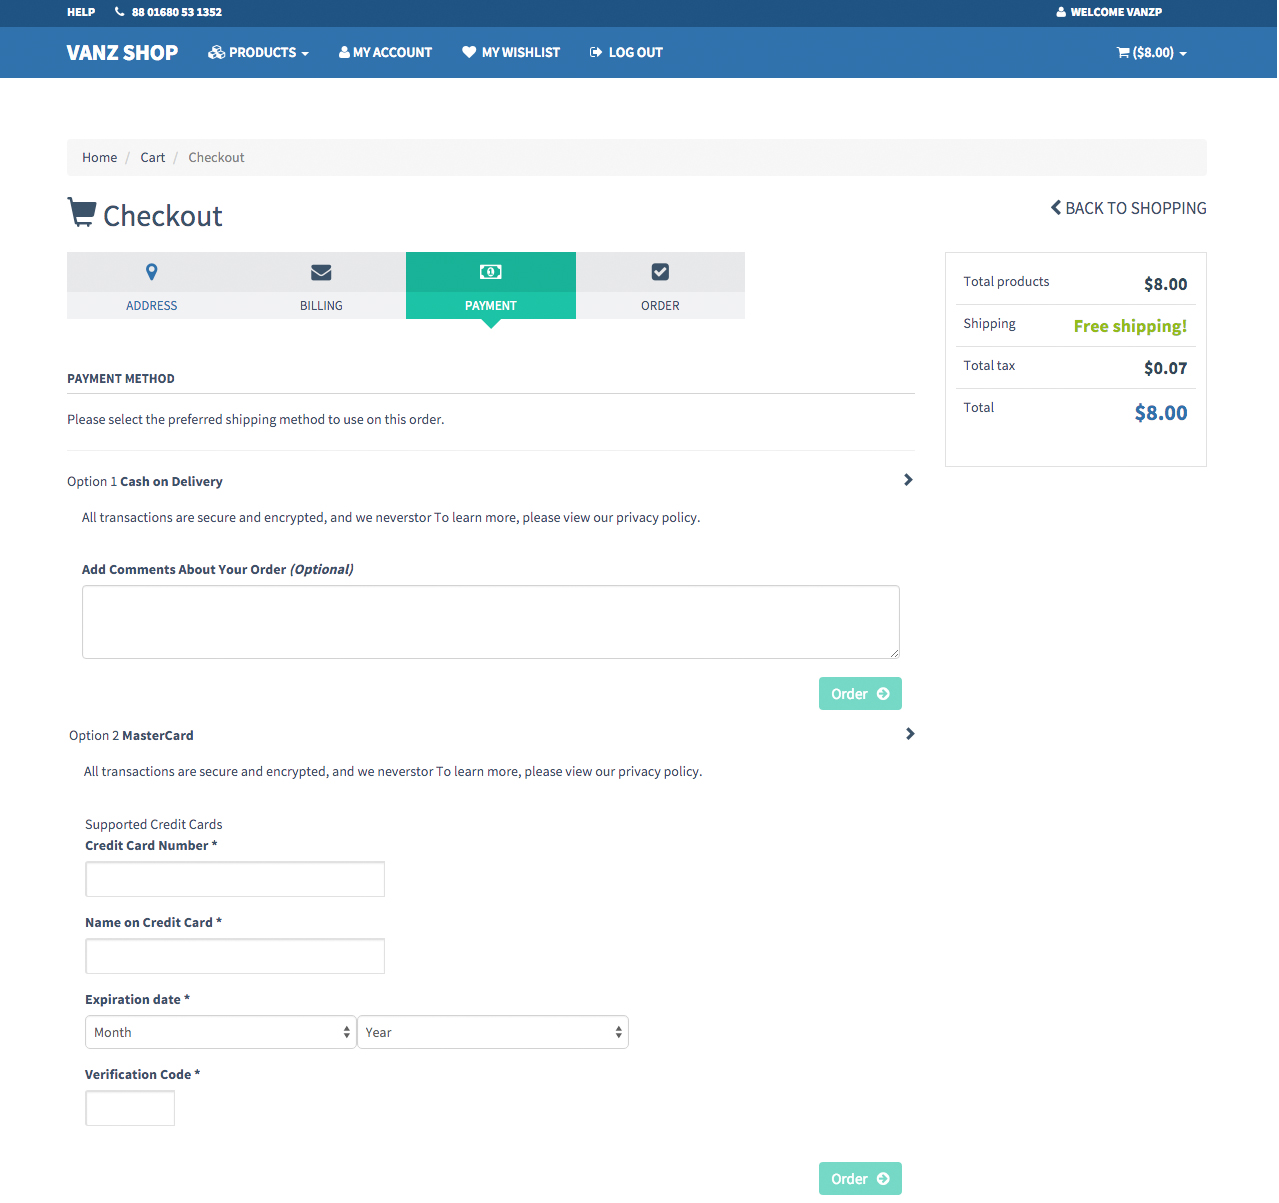 HELP 88 01680 53 1352 WELCOME VANZP
VANZ SHOP PRODUCTS MY ACCOUNT MY WISHLIST LOG OUT ($8.00)
Home / Cart / Checkout
Checkout
BACK TO SHOPPING
ADDRESS BILLING PAYMENT ORDER
Total products $8.00
Shipping Free shipping!
Total tax $0.07
Total $8.00
PAYMENT METHOD
Please select the preferred shipping method to use on this order.
Option 1 Cash on Delivery
All transactions are secure and encrypted, and we neverstor To learn more, please view our privacy policy.
Add Comments About Your Order (Optional)
Order
Option 2 MasterCard
All transactions are secure and encrypted, and we neverstor To learn more, please view our privacy policy.
Supported Credit Cards
Credit Card Number *
Name on Credit Card *
Expiration date *
Month Year
Verification Code *
Order